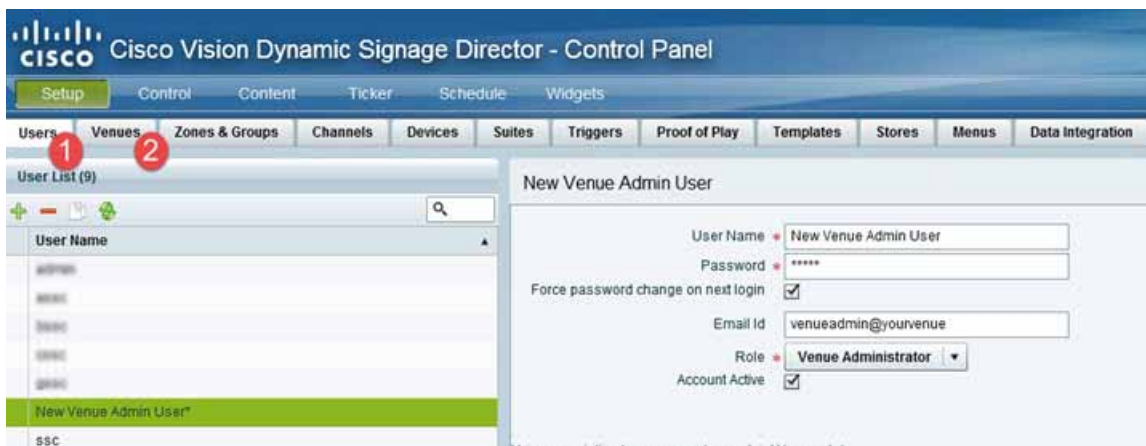 CISCO Cisco Vision Dynamic Signage Director - Control Panel
Setup Control Content Ticker Schedule Widgets
Users Venues Zones & Groups Channels Devices Suites Triggers Proof of Play Templates Stores Menus Data Integration
1 2
User List (9)
User Name
New Venue Admin User*
ssc
New Venue Admin User
User Name * New Venue Admin User
Password * *****
Force password change on next login
Email Id venueadmin@yourvenue
Role * Venue Administrator
Account Active